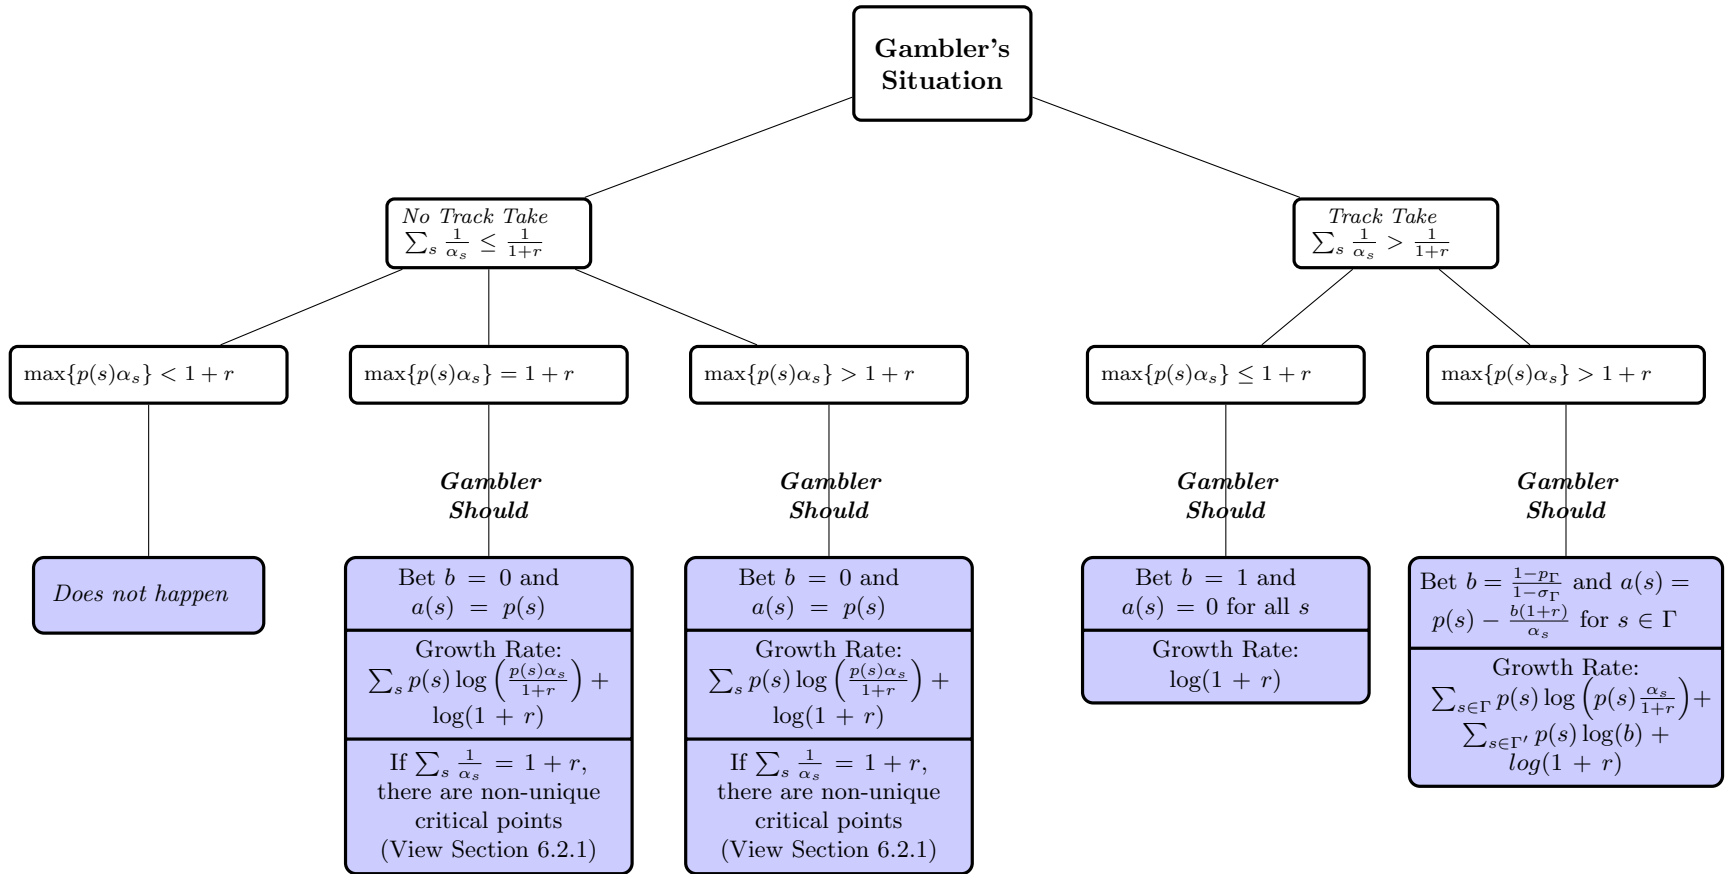 Gambler's
Situation
No Track Take
∑_s 1/α_s ≤ 1/(1+r)
Track Take
∑_s 1/α_s > 1/(1+r)
max{p(s)α_s} < 1 + r
max{p(s)α_s} = 1 + r
max{p(s)α_s} > 1 + r
max{p(s)α_s} ≤ 1 + r
max{p(s)α_s} > 1 + r
Gambler
Should
Gambler
Should
Gambler
Should
Gambler
Should
Does not happen
Bet b = 0 and
a(s) = p(s)
Growth Rate:
∑_s p(s) log (p(s)α_s/(1+r)) +
log(1 + r)
If ∑_s 1/α_s = 1 + r,
there are non-unique
critical points
(View Section 6.2.1)
Bet b = 0 and
a(s) = p(s)
Growth Rate:
∑_s p(s) log (p(s)α_s/(1+r)) +
log(1 + r)
If ∑_s 1/α_s = 1 + r,
there are non-unique
critical points
(View Section 6.2.1)
Bet b = 1 and
a(s) = 0 for all s
Growth Rate:
log(1 + r)
Bet b = (1−p_Γ)/(1−σ_Γ) and a(s) =
p(s) − b(1+r)/α_s for s ∈ Γ
Growth Rate:
∑_{s∈Γ} p(s) log (p(s) α_s/(1+r)) +
∑_{s∈Γ′} p(s) log(b) +
log(1 + r)